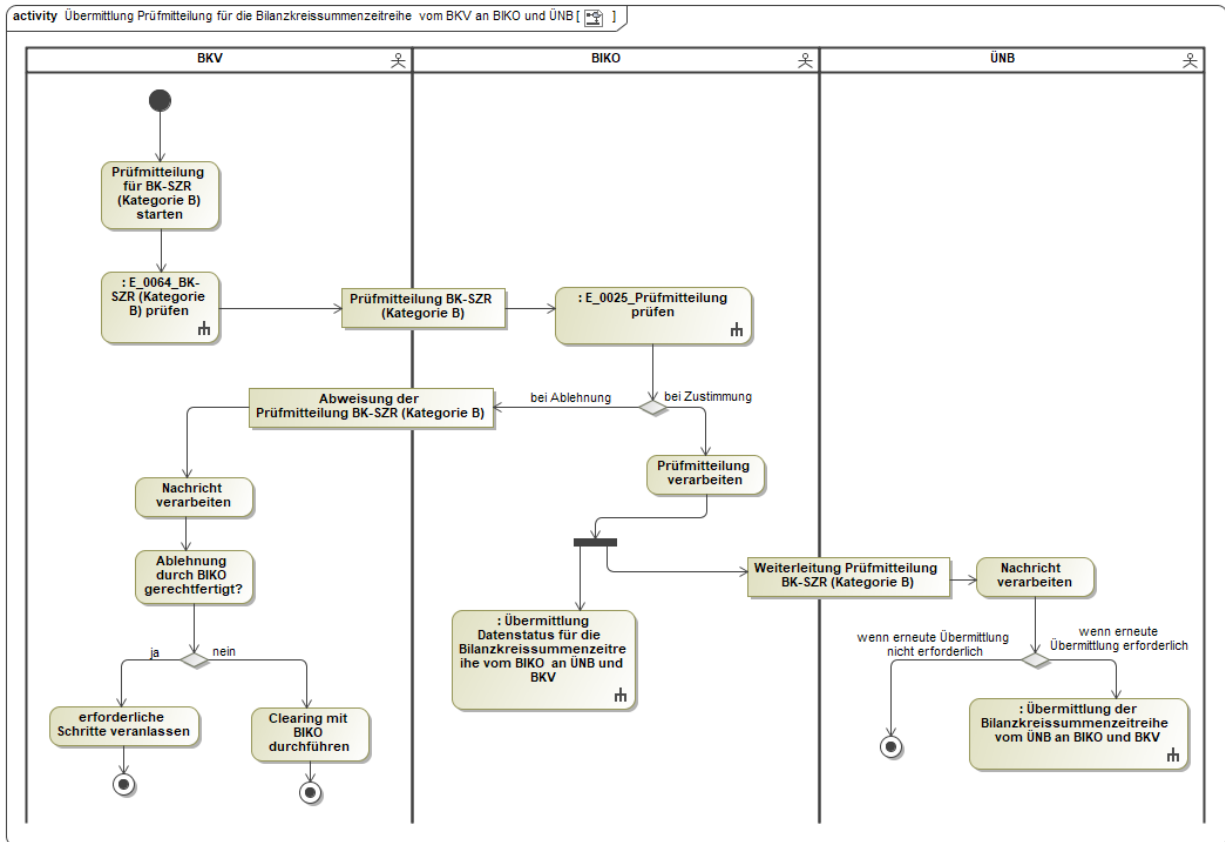 activity Übermittlung Prüfmitteilung für die Bilanzkreissummenzeitreihe vom BKV an BIKO und ÜNB [ ]
BKV
BIKO
ÜNB
Prüfmitteilung
für BK-SZR
(Kategorie B)
starten
: E_0064_BK-
SZR (Kategorie
B) prüfen
Prüfmitteilung BK-SZR
(Kategorie B)
: E_0025_Prüfmitteilung
prüfen
bei Ablehnung
bei Zustimmung
Abweisung der
Prüfmitteilung BK-SZR (Kategorie B)
Prüfmitteilung
verarbeiten
Nachricht
verarbeiten
Ablehnung
durch BIKO
gerechtfertigt?
ja
nein
erforderliche
Schritte veranlassen
Clearing mit
BIKO
durchführen
Weiterleitung Prüfmitteilung
BK-SZR (Kategorie B)
Nachricht
verarbeiten
: Übermittlung
Datenstatus für die
Bilanzkreissummenzeitre
ihe vom BIKO an ÜNB und
BKV
wenn erneute Übermittlung
nicht erforderlich
wenn erneute
Übermittlung erforderlich
: Übermittlung der
Bilanzkreissummenzeitreihe
vom ÜNB an BIKO und BKV